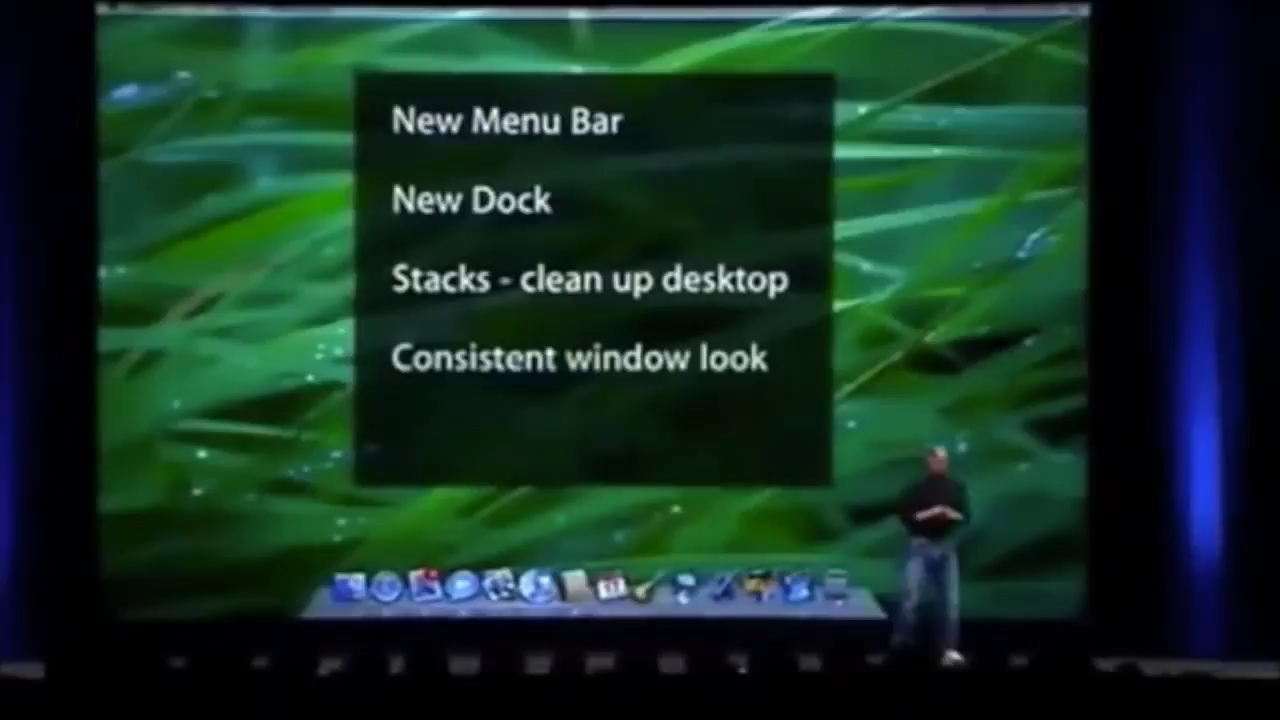 New Menu Bar
New Dock
Stacks - clean up desktop
Consistent window look